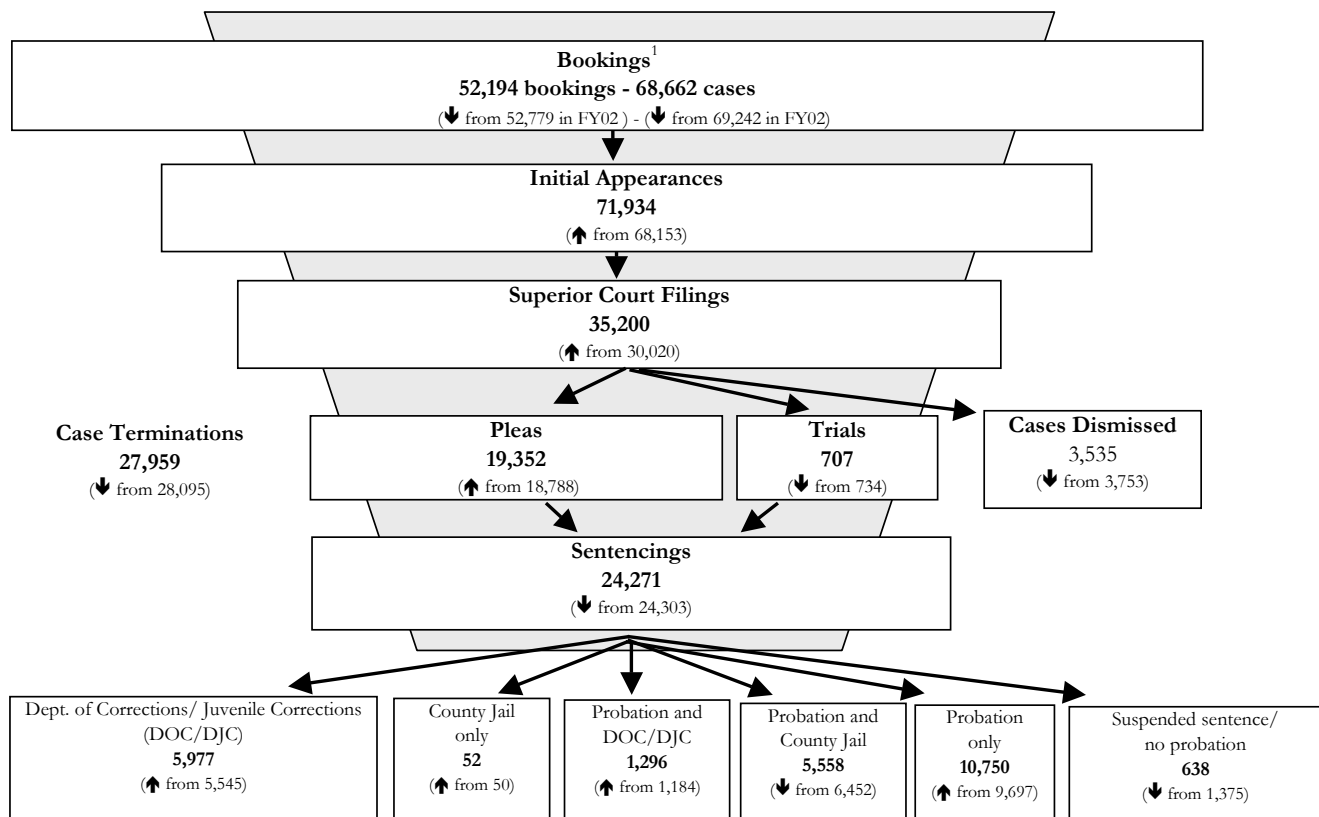 Bookings1
52,194 bookings - 68,662 cases
(🡻 from 52,779 in FY02 ) - (🡻 from 69,242 in FY02)
Initial Appearances
71,934
(🡹 from 68,153)
Superior Court Filings
35,200
(🡹 from 30,020)
Case Terminations
27,959
(🡻 from 28,095)
Pleas
19,352
(🡹 from 18,788)
Trials
707
(🡻 from 734)
Cases Dismissed
3,535
(🡻 from 3,753)
Sentencings
24,271
(🡻 from 24,303)
Dept. of Corrections/ Juvenile Corrections
(DOC/DJC)
5,977
(🡹 from 5,545)
County Jail
only
52
(🡹 from 50)
Probation and
DOC/DJC
1,296
(🡹 from 1,184)
Probation and
County Jail
5,558
(🡻 from 6,452)
Probation
only
10,750
(🡹 from 9,697)
Suspended sentence/
no probation
638
(🡻 from 1,375)